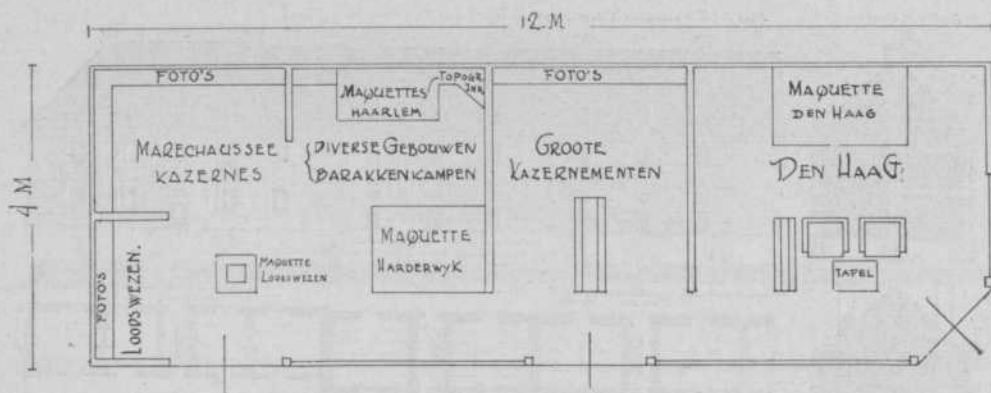 12.M
4 M
FOTO'S
MARECHAUSSEE
KAZERNES
FOTO'S
LOODSWEZEN.
MAQUETTE
LOODSWEZEN
MAQUETTES
HAARLEM
TOPOGR.
INR.
DIVERSE GEBOUWEN
BARAKKENKAMPEN
MAQUETTE
HARDERWYK
FOTO'S
GROOTE
KAZERNEMENTEN
MAQUETTE
DEN HAAG
DEN HAAG.
TAFEL